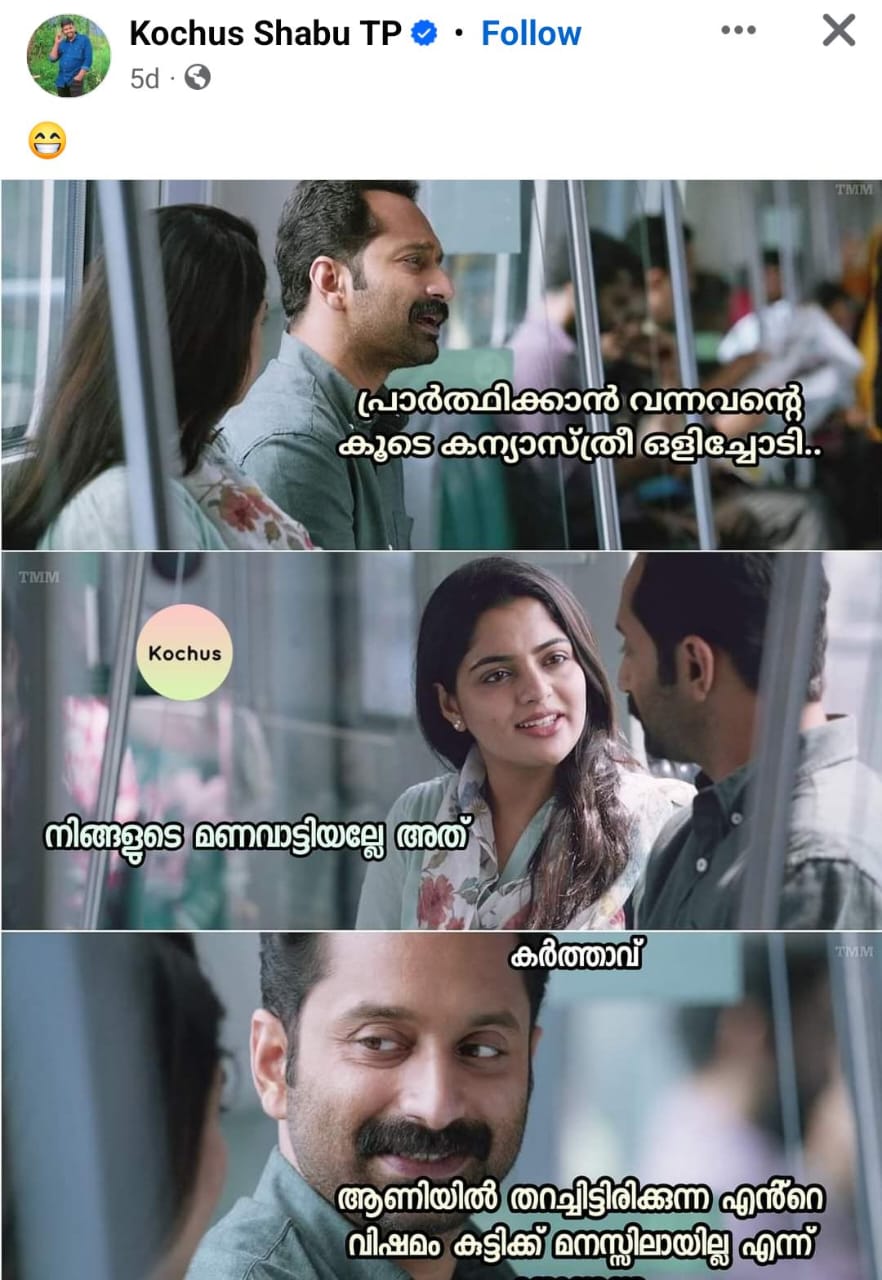 Kochus Shabu TP · Follow
5d ·
😁
TMM
പ്രാർത്ഥിക്കാൻ വന്നവന്റെ
കൂടെ കന്യാസ്ത്രീ ഒളിച്ചോടി..
TMM
Kochus
നിങ്ങളുടെ മണവാട്ടിയല്ലേ അത്
കർത്താവ്
TMM
ആണിയിൽ തറച്ചിട്ടിരിക്കുന്ന എൻ്റെ
വിഷമം കുട്ടിക്ക് മനസ്സിലായില്ല എന്ന്